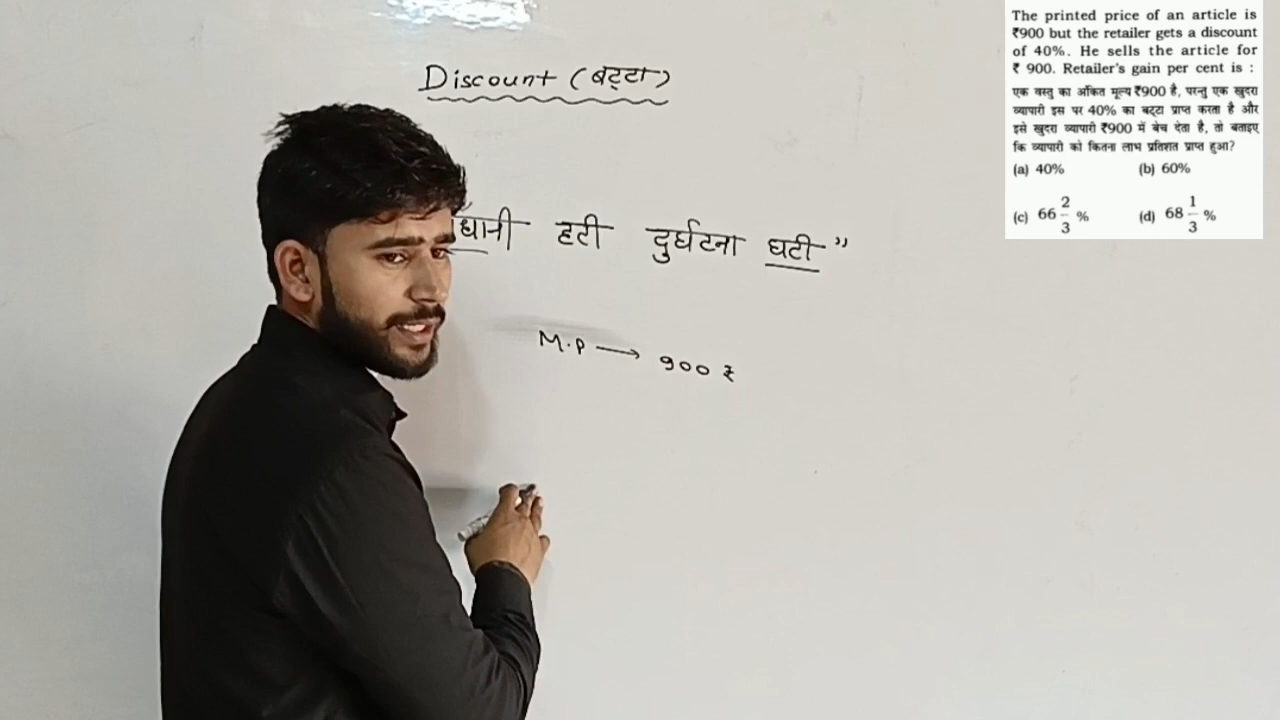 Discount (बट्टा)
धानी हटी दुर्घटना घटी”
M.P → 900 ₹
The printed price of an article is
₹900 but the retailer gets a discount
of 40%. He sells the article for
₹ 900. Retailer's gain per cent is :
एक वस्तु का अंकित मूल्य ₹900 है, परन्तु एक खुदरा
व्यापारी इस पर 40% का बट्टा प्राप्त करता है और
इसे खुदरा व्यापारी ₹900 में बेच देता है, तो बताइए
कि व्यापारी को कितना लाभ प्रतिशत प्राप्त हुआ?
(a) 40% (b) 60%
(c) 66 2/3 % (d) 68 1/3 %